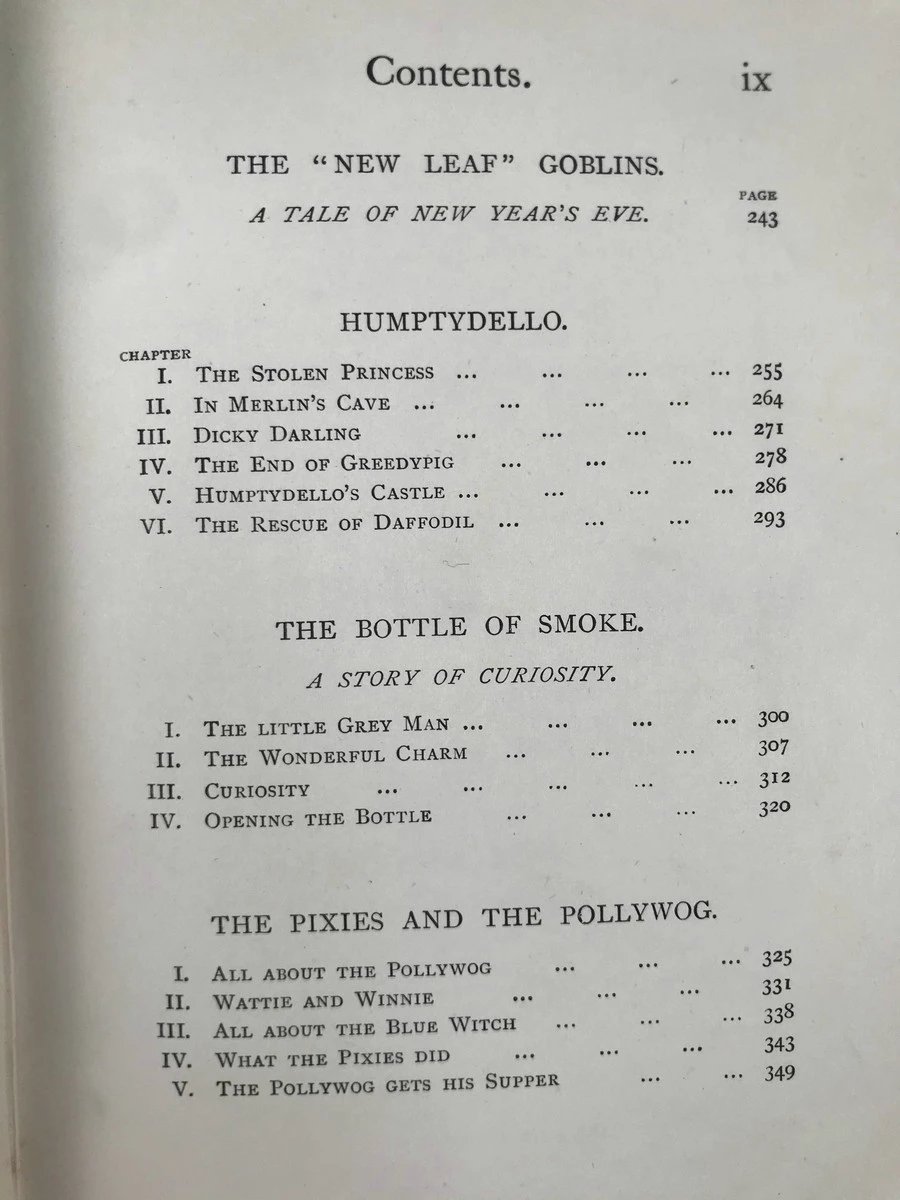 Contents. ix
THE “NEW LEAF” GOBLINS.
PAGE
A TALE OF NEW YEAR’S EVE. 243
HUMPTYDELLO.
CHAPTER
I. The Stolen Princess ... ... ... ... 255
II. In Merlin’s Cave ... ... ... ... 264
III. Dicky Darling ... ... ... ... 271
IV. The End of Greedypig ... ... ... 278
V. Humptydello’s Castle ... ... ... ... 286
VI. The Rescue of Daffodil ... ... ... 293
THE BOTTLE OF SMOKE.
A STORY OF CURIOSITY.
I. The little Grey Man ... ... ... ... 300
II. The Wonderful Charm ... ... ... 307
III. Curiosity ... ... ... ... ... 312
IV. Opening the Bottle ... ... ... 320
THE PIXIES AND THE POLLYWOG.
I. All about the Pollywog ... ... ... 325
II. Wattie and Winnie ... ... ... 331
III. All about the Blue Witch ... ... ... 338
IV. What the Pixies did ... ... ... 343
V. The Pollywog gets his Supper ... ... 349